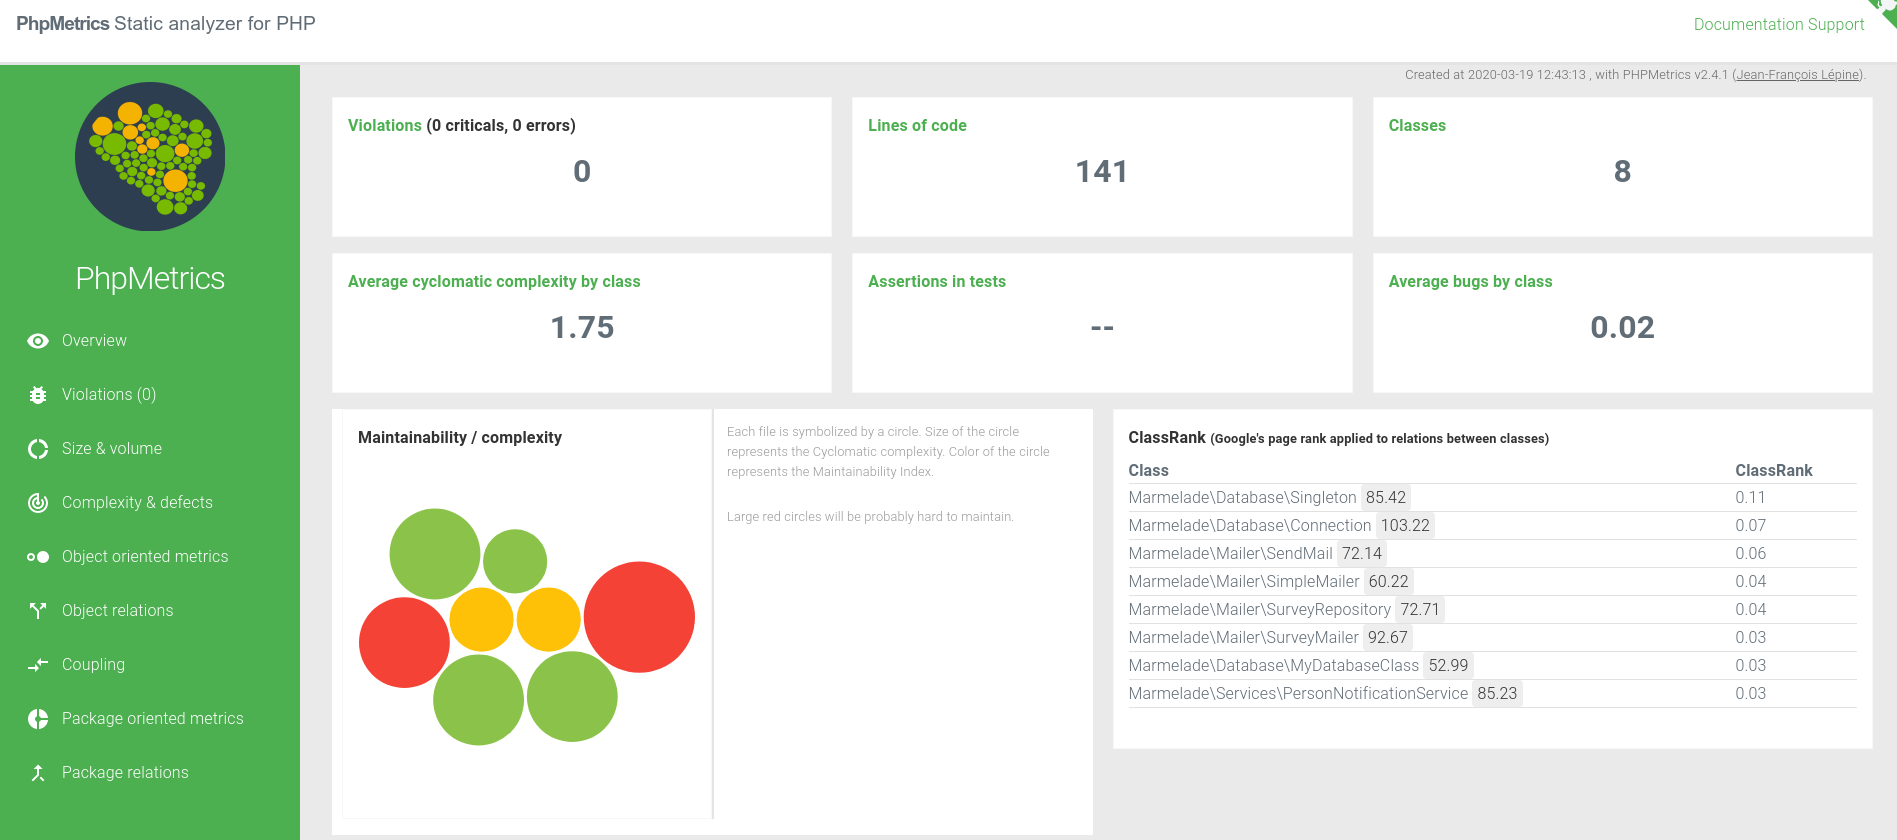 PhpMetrics Static analyzer for PHP
Documentation Support
Created at 2020-03-19 12:43:13 , with PHPMetrics v2.4.1 (Jean-François Lépine).
PhpMetrics
Overview
Violations (0)
Size & volume
Complexity & defects
Object oriented metrics
Object relations
Coupling
Package oriented metrics
Package relations
Violations (0 criticals, 0 errors)
0
Lines of code
141
Classes
8
Average cyclomatic complexity by class
1.75
Assertions in tests
--
Average bugs by class
0.02
Maintainability / complexity
Each file is symbolized by a circle. Size of the circle
represents the Cyclomatic complexity. Color of the circle
represents the Maintainability Index.
Large red circles will be probably hard to maintain.
ClassRank (Google's page rank applied to relations between classes)
Class ClassRank
Marmelade\Database\Singleton 85.42 0.11
Marmelade\Database\Connection 103.22 0.07
Marmelade\Mailer\SendMail 72.14 0.06
Marmelade\Mailer\SimpleMailer 60.22 0.04
Marmelade\Mailer\SurveyRepository 72.71 0.04
Marmelade\Mailer\SurveyMailer 92.67 0.03
Marmelade\Database\MyDatabaseClass 52.99 0.03
Marmelade\Services\PersonNotificationService 85.23 0.03